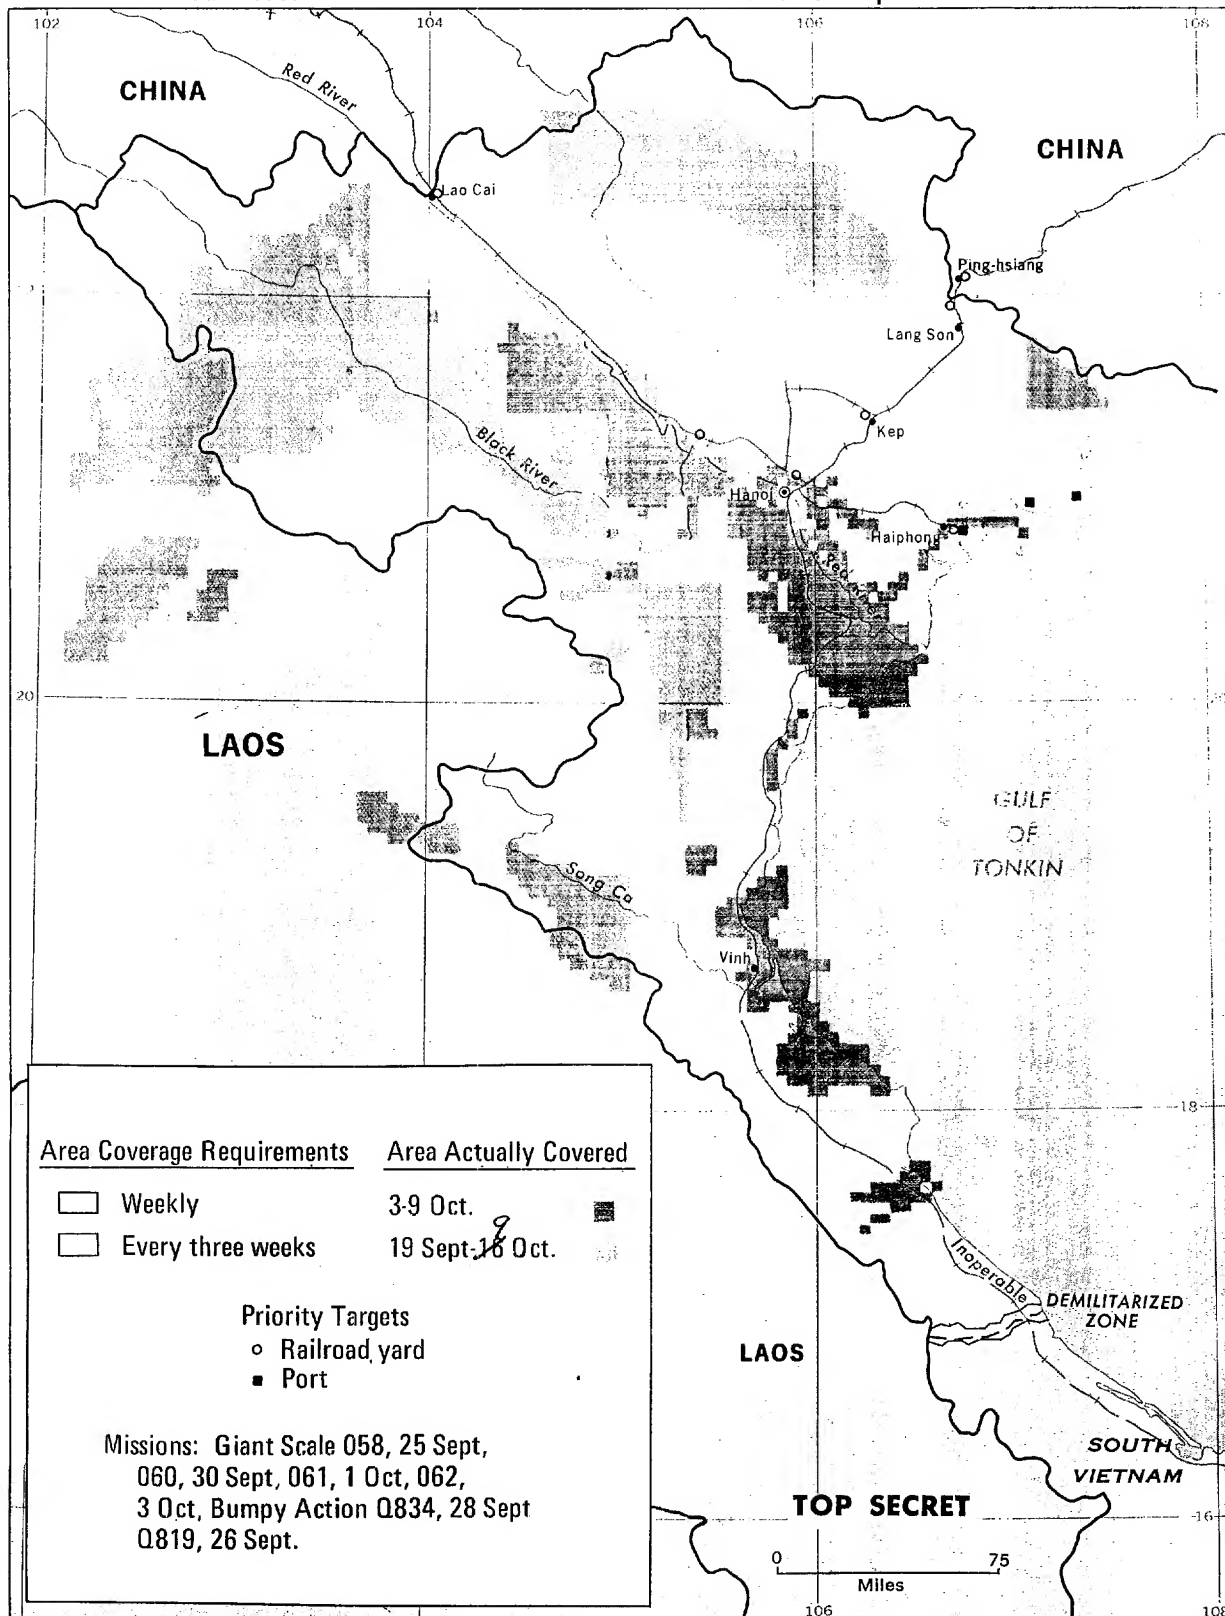 102
104
106
108
CHINA
Red River
CHINA
Lao Cai
Ping-hsiang
Lang Son
Kep
Black River
Hanoi
Haiphong
Red River
20
LAOS
GULF
OF
TONKIN
Song Ca
Vinh
18
Area Coverage Requirements
Area Actually Covered
Weekly
3-9 Oct.
Every three weeks
19 Sept-9 Oct.
Priority Targets
Railroad yard
Port
Missions: Giant Scale 058, 25 Sept,
060, 30 Sept, 061, 1 Oct, 062,
3 Oct, Bumpy Action Q834, 28 Sept
Q819, 26 Sept.
Inoperable
DEMILITARIZED
ZONE
LAOS
SOUTH
VIETNAM
TOP SECRET
16
0
75
Miles
106
108